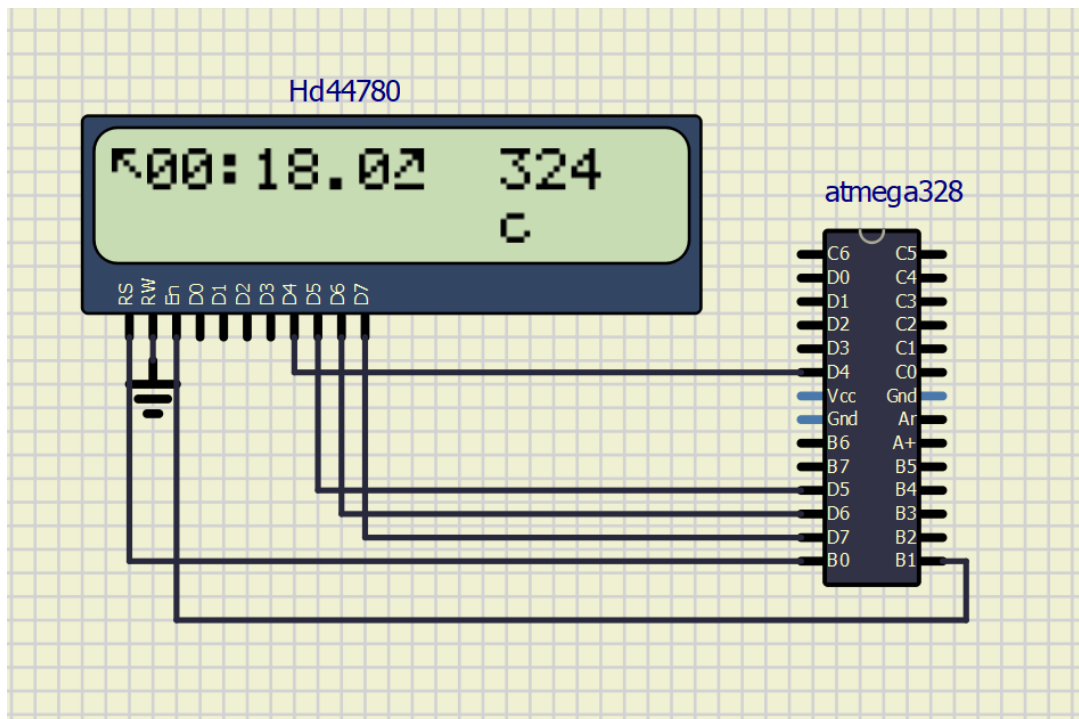 Hd44780
↖00:18.0↗ 324
c
RS RW En D0 D1 D2 D3 D4 D5 D6 D7
atmega328
C6 C5
D0 C4
D1 C3
D2 C2
D3 C1
D4 C0
Vcc Gnd
Gnd Ar
B6 A+
B7 B5
D5 B4
D6 B3
D7 B2
B0 B1